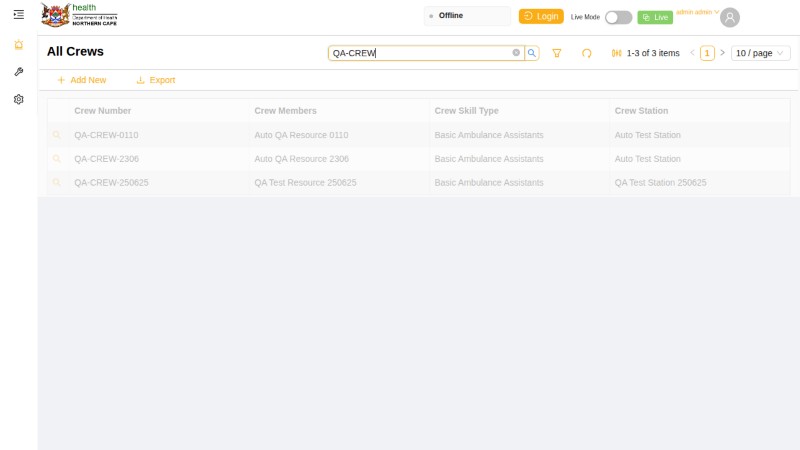 health
Department of Health
NORTHERN CAPE
Offline
Login
Live Mode
Live
admin admin
All Crews
QA-CREW
1-3 of 3 items
1
10 / page
Add New
Export
Crew Number Crew Members Crew Skill Type Crew Station
QA-CREW-0110 Auto QA Resource 0110 Basic Ambulance Assistants Auto Test Station
QA-CREW-2306 Auto QA Resource 2306 Basic Ambulance Assistants Auto Test Station
QA-CREW-250625 QA Test Resource 250625 Basic Ambulance Assistants QA Test Station 250625